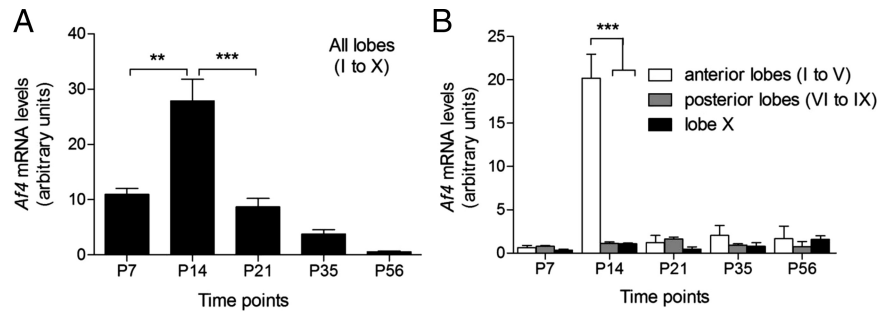 A
Af4 mRNA levels
(arbitrary units)
40
30
20
10
0
**
***
All lobes
(I to X)
P7 P14 P21 P35 P56
Time points
B
Af4 mRNA levels
(arbitrary units)
25
20
15
10
5
0
***
anterior lobes (I to V)
posterior lobes (VI to IX)
lobe X
P7 P14 P21 P35 P56
Time points